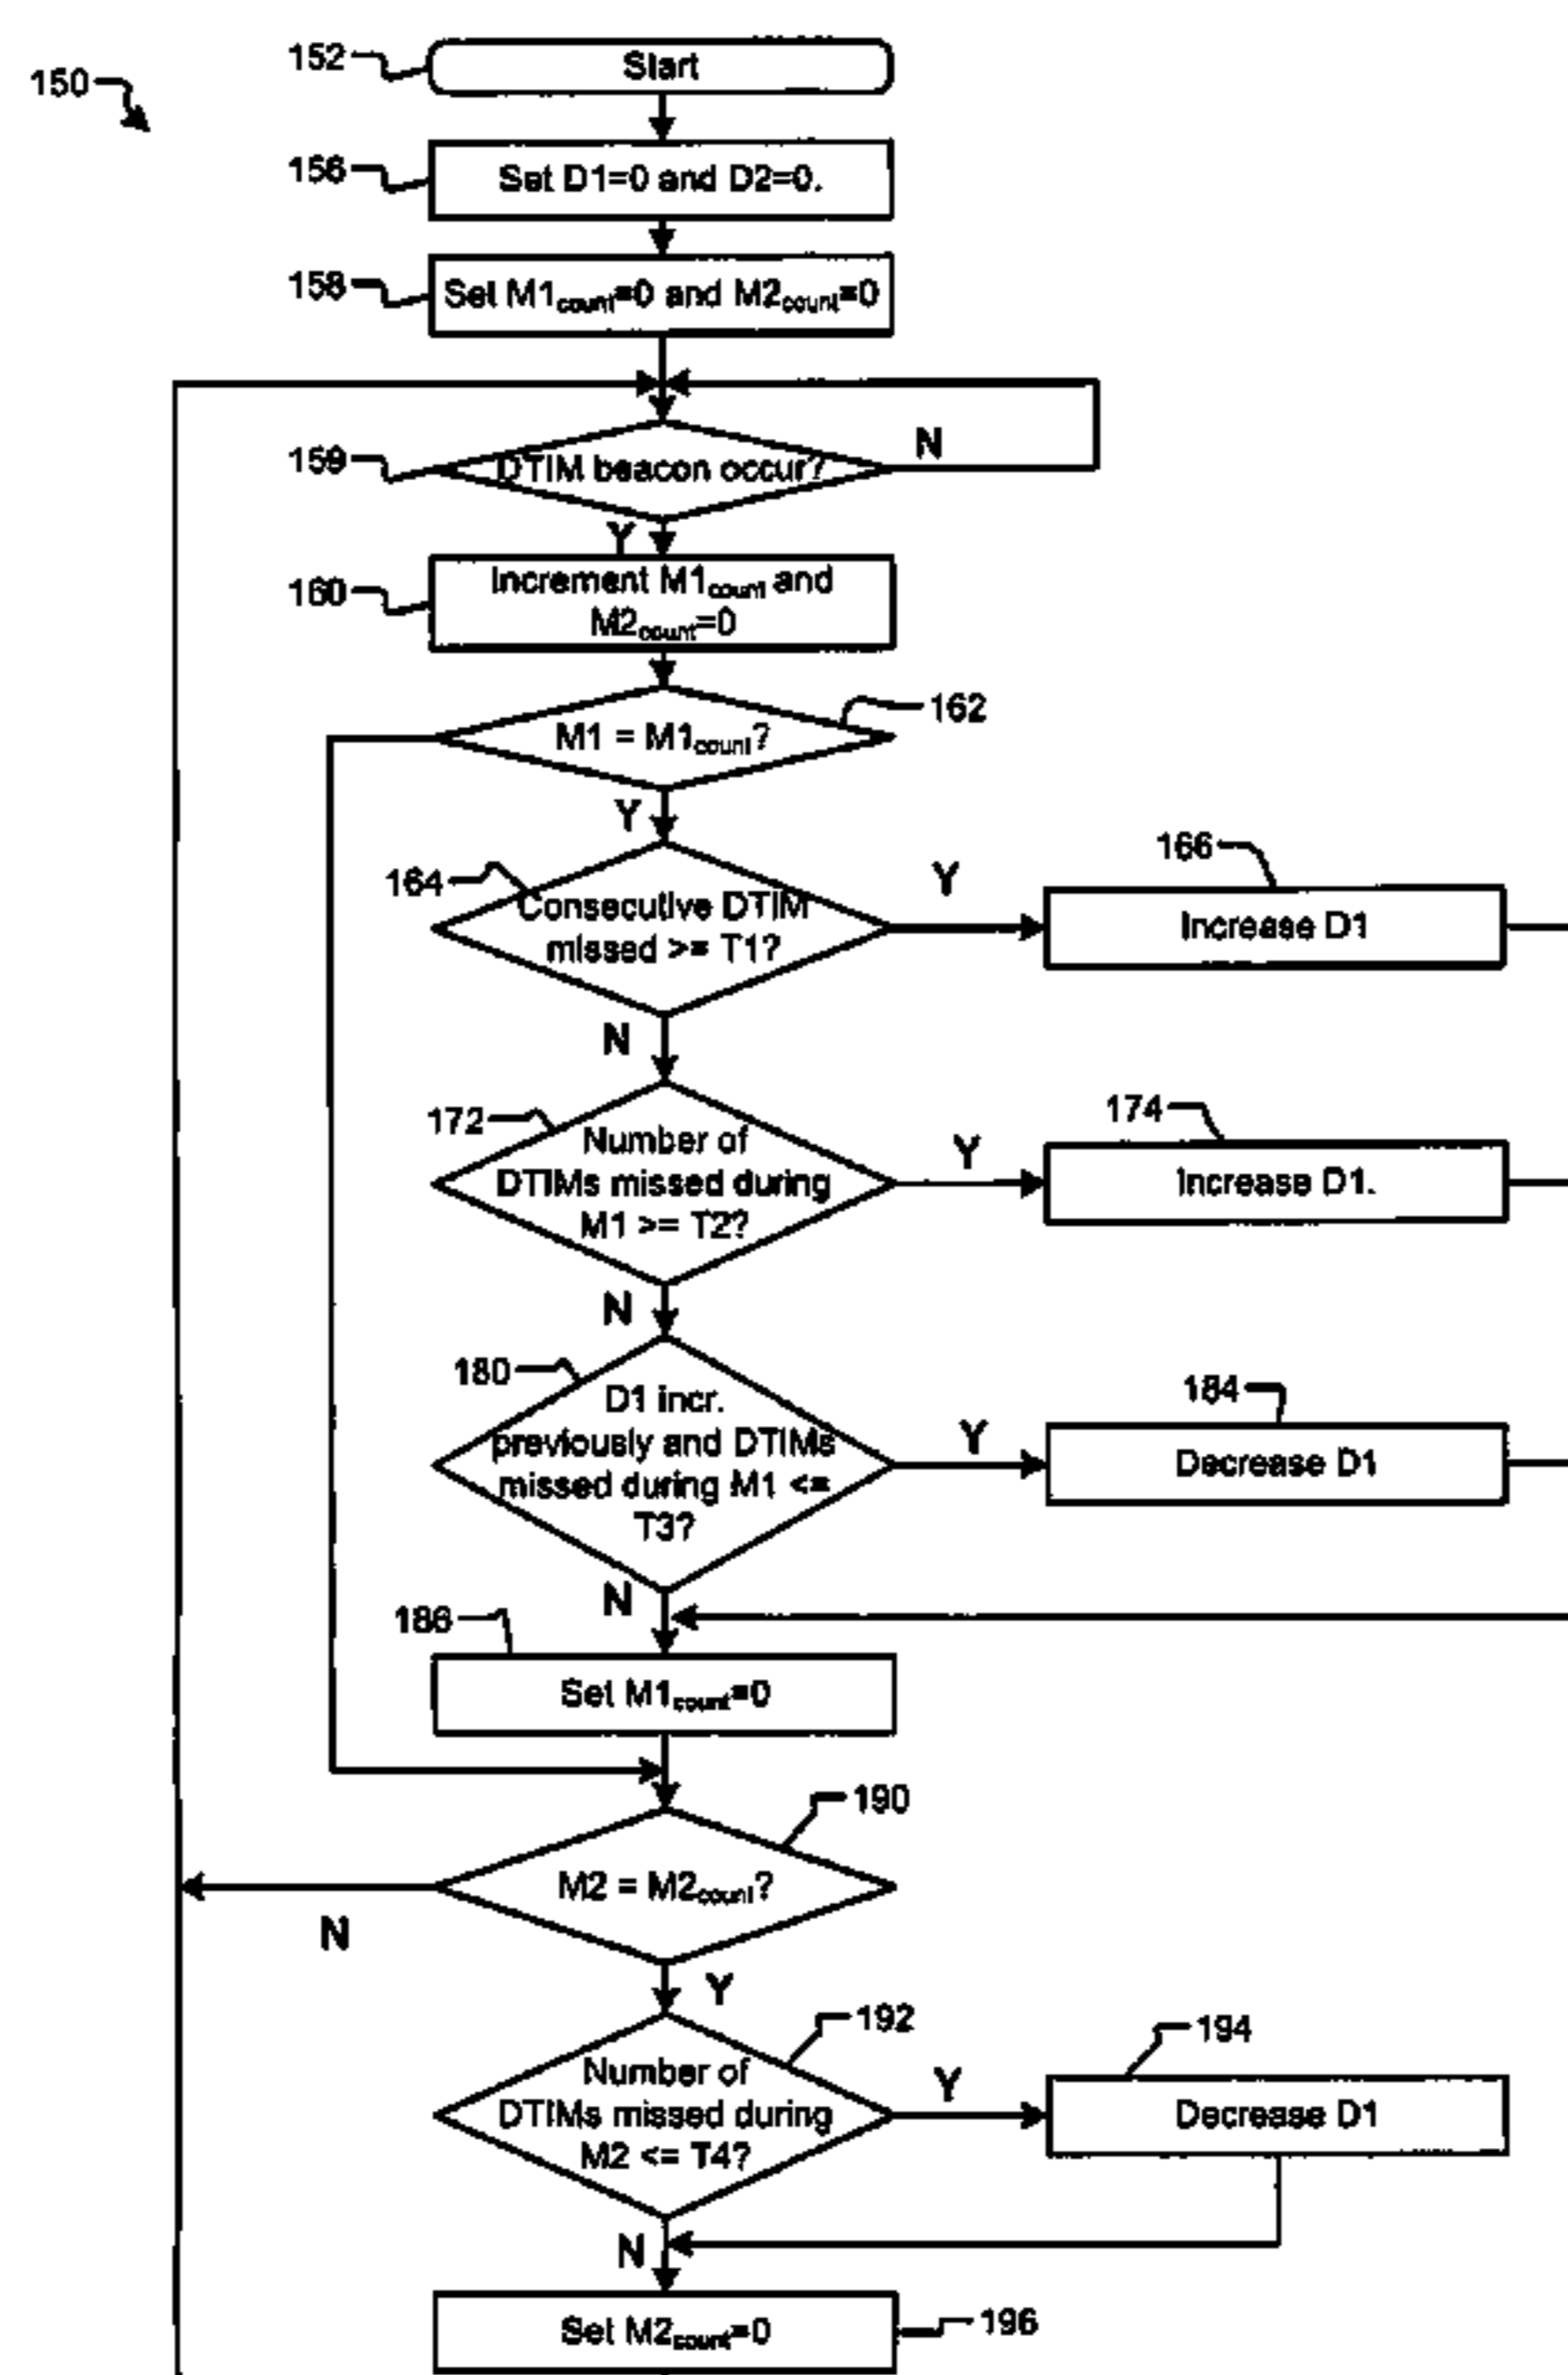 150
152
Start
156
Set D1=0 and D2=0.
158
Set M1count=0 and M2count=0
159
DTIM beacon occur?
N
Y
160
Increment M1count and
M2count=0
162
M1 = M1count?
Y
164
Consecutive DTIM
missed >= T1?
Y
166
Increase D1
N
172
Number of
DTIMs missed during
M1 >= T2?
Y
174
Increase D1.
N
180
D1 incr.
previously and DTIMs
missed during M1 <=
T3?
Y
184
Decrease D1
N
186
Set M1count=0
190
M2 = M2count?
N
Y
192
Number of
DTIMs missed during
M2 <= T4?
Y
194
Decrease D1
N
Set M2count=0
196